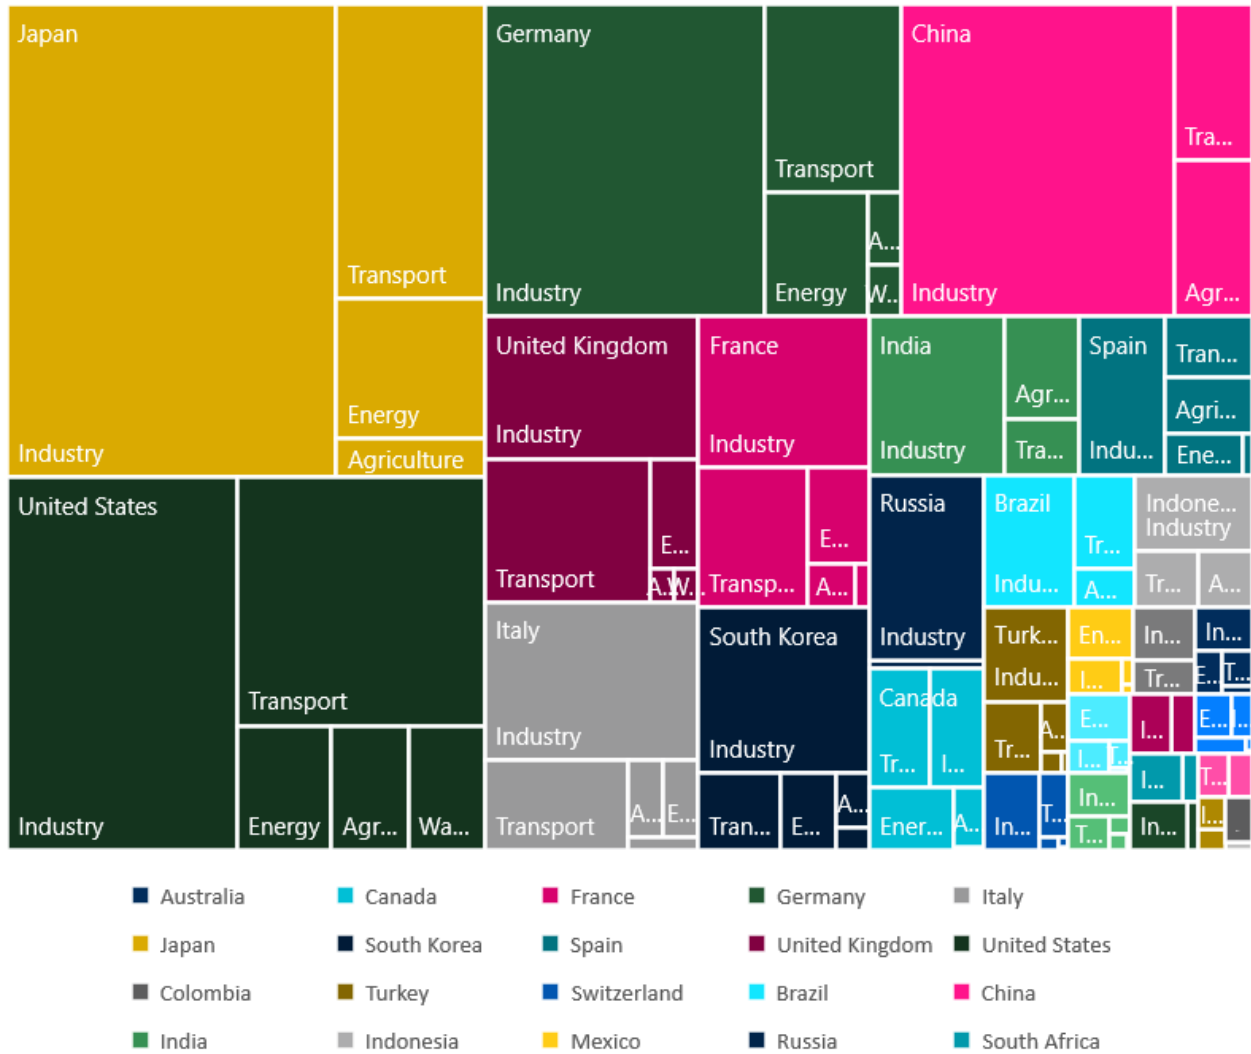 Japan
Transport
Energy
Industry
Agriculture
Germany
Transport
Industry
Energy
A...
W...
China
Tra...
Industry
Agr...
United States
Transport
Industry
Energy
Agr...
Wa...
United Kingdom
Industry
Transport
E...
A...
W...
France
Industry
Transp...
E...
A...
India
Industry
Agr...
Tra...
Spain
Indu...
Tran...
Agri...
Ene...
Italy
Industry
Transport
A...
E...
South Korea
Industry
Tran...
E...
A...
Russia
Industry
Brazil
Indu...
Tr...
A...
Indone...
Industry
Tr...
A...
Canada
Tr...
I...
Ener...
A...
Turk...
Indu...
Tr...
A...
En...
I...
In...
Tr...
In...
E...
T...
E...
I...
T...
I...
E...
I...
In...
T...
I...
T...
In...
T...
In...
I...
Australia
Canada
France
Germany
Italy
Japan
South Korea
Spain
United Kingdom
United States
Colombia
Turkey
Switzerland
Brazil
China
India
Indonesia
Mexico
Russia
South Africa